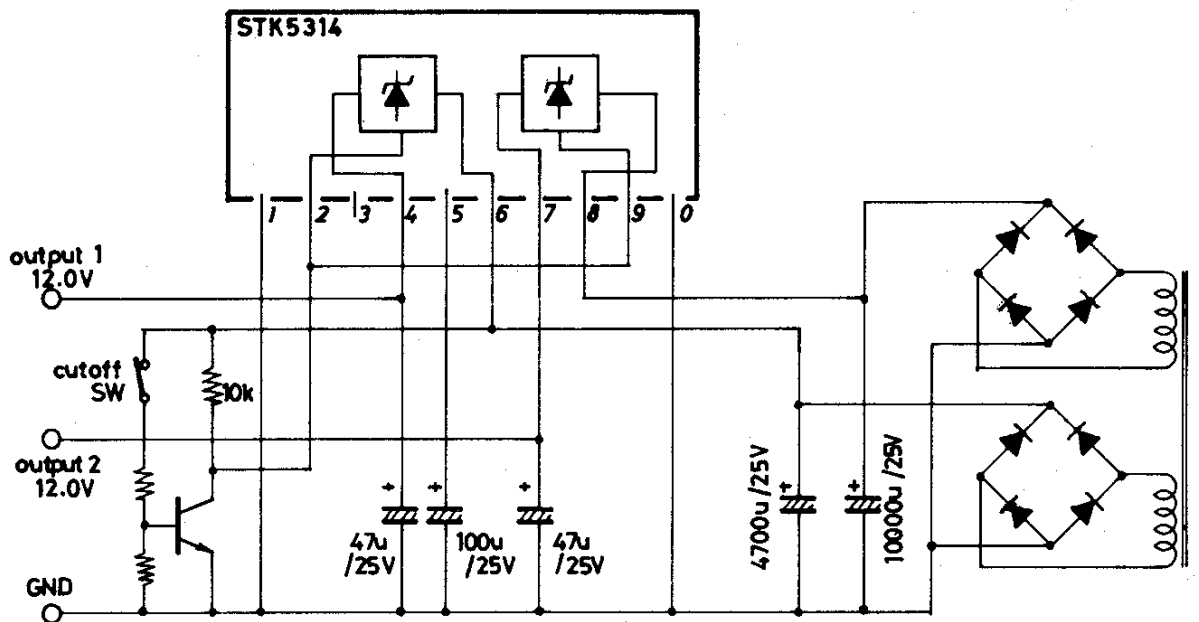 STK5314
1 2 3 4 5 6 7 8 9 0
output 1
12.0V
cutoff
SW
10k
output 2
12.0V
47u
/25V
100u
/25V
47u
/25V
4700u/25V
10000u/25V
GND
+ + + + +